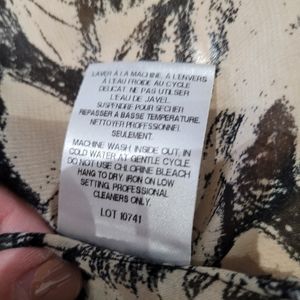 LAVER À LA MACHINE, À L'ENVERS
À L'EAU FROIDE AU CYCLE
DELICAT. NE PAS UTILISER
L'EAU DE JAVEL.
SUSPENDRE POUR SÉCHER.
REPASSER A BASSE TEMPERATURE.
NETTOYER PROFESSIONNEL
SEULEMENT.
MACHINE WASH INSIDE OUT, IN
COLD WATER AT GENTLE CYCLE.
DO NOT USE CHLORINE BLEACH
HANG TO DRY. IRON ON LOW
SETTING. PROFESSIONAL
CLEANERS ONLY.
LOT 10741